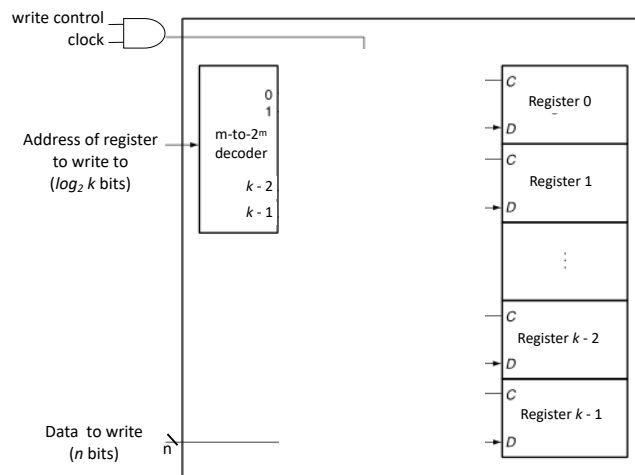 write control
clock
Address of register
to write to
(log₂ k bits)
0
1
m-to-2ᵐ
decoder
k - 2
k - 1
Data to write
(n bits)
n
C
Register 0
D
C
Register 1
D
⋮
C
Register k - 2
D
C
Register k - 1
D